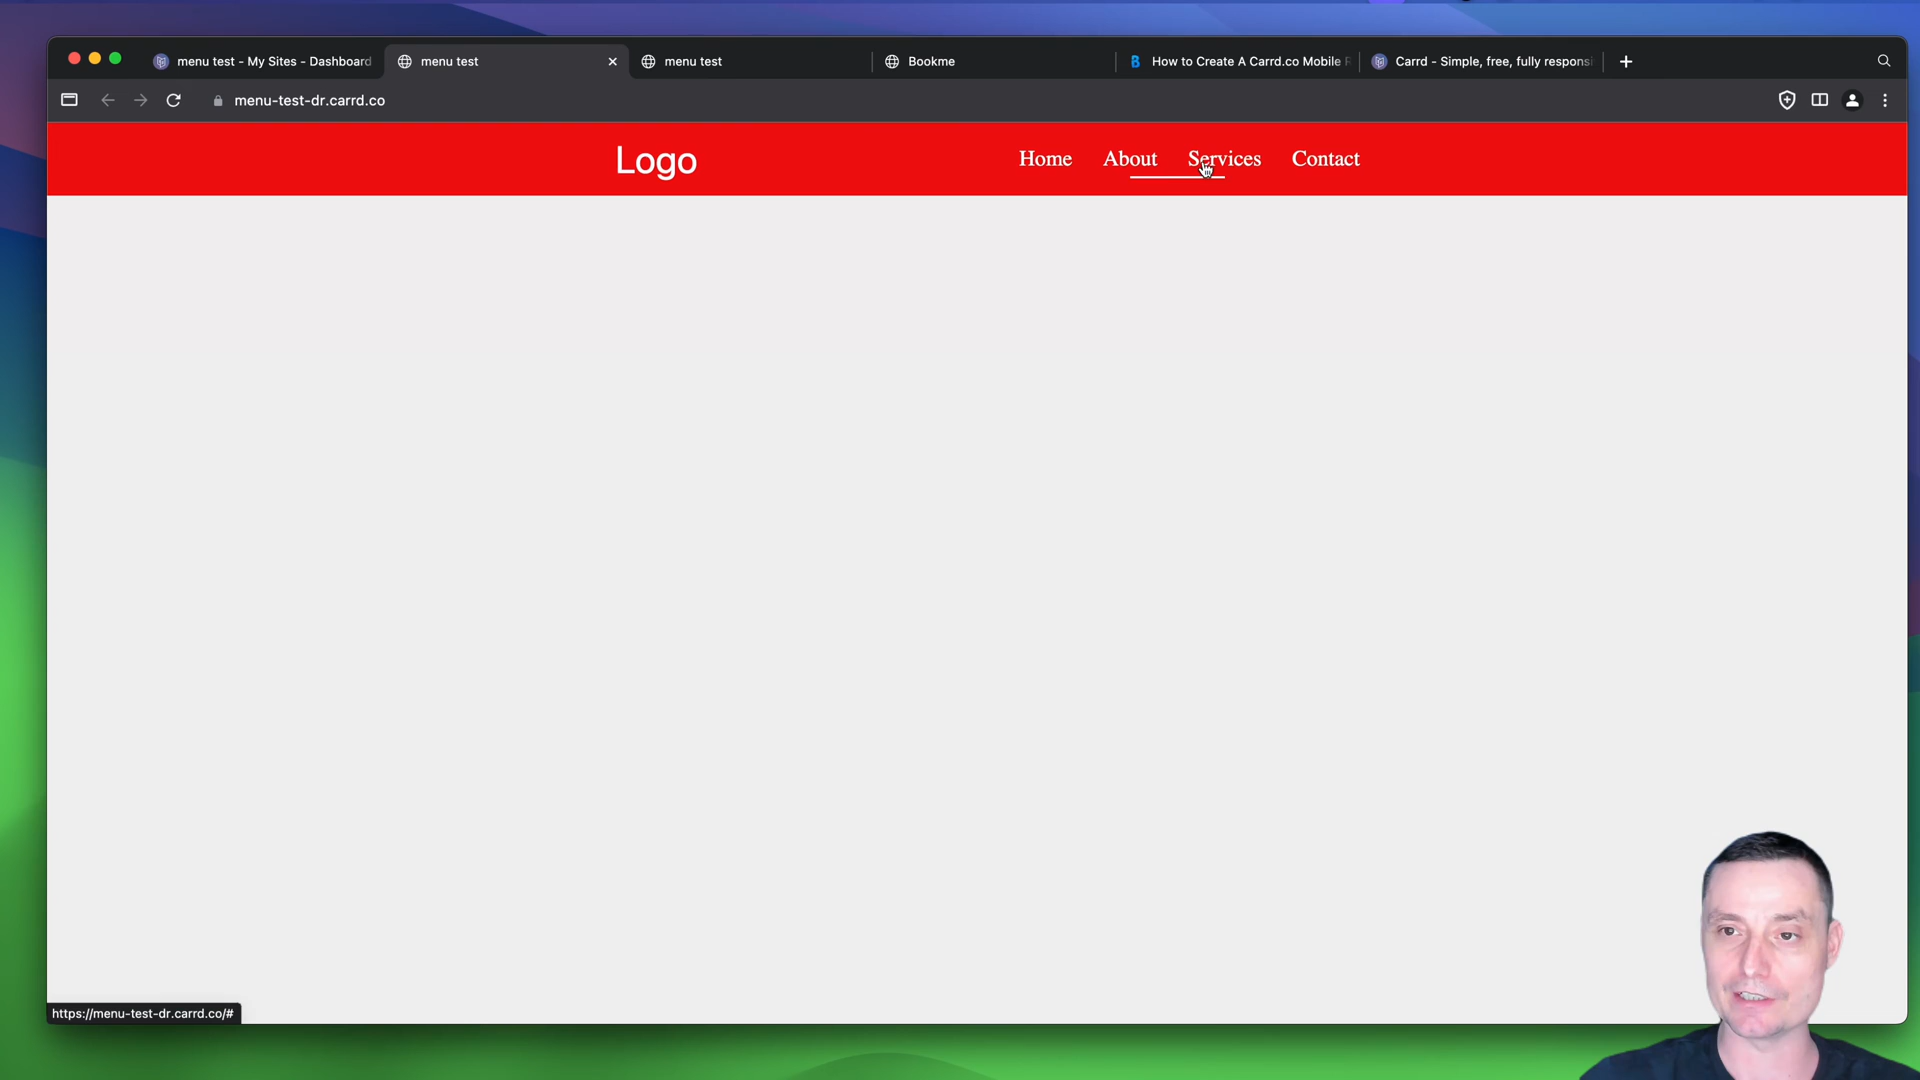 menu test - My Sites - Dashboard
menu test
menu test
Bookme
How to Create A Carrd.co Mobile
Carrd - Simple, free, fully respons
menu-test-dr.carrd.co
Logo
Home About Services Contact
https://menu-test-dr.carrd.co/#